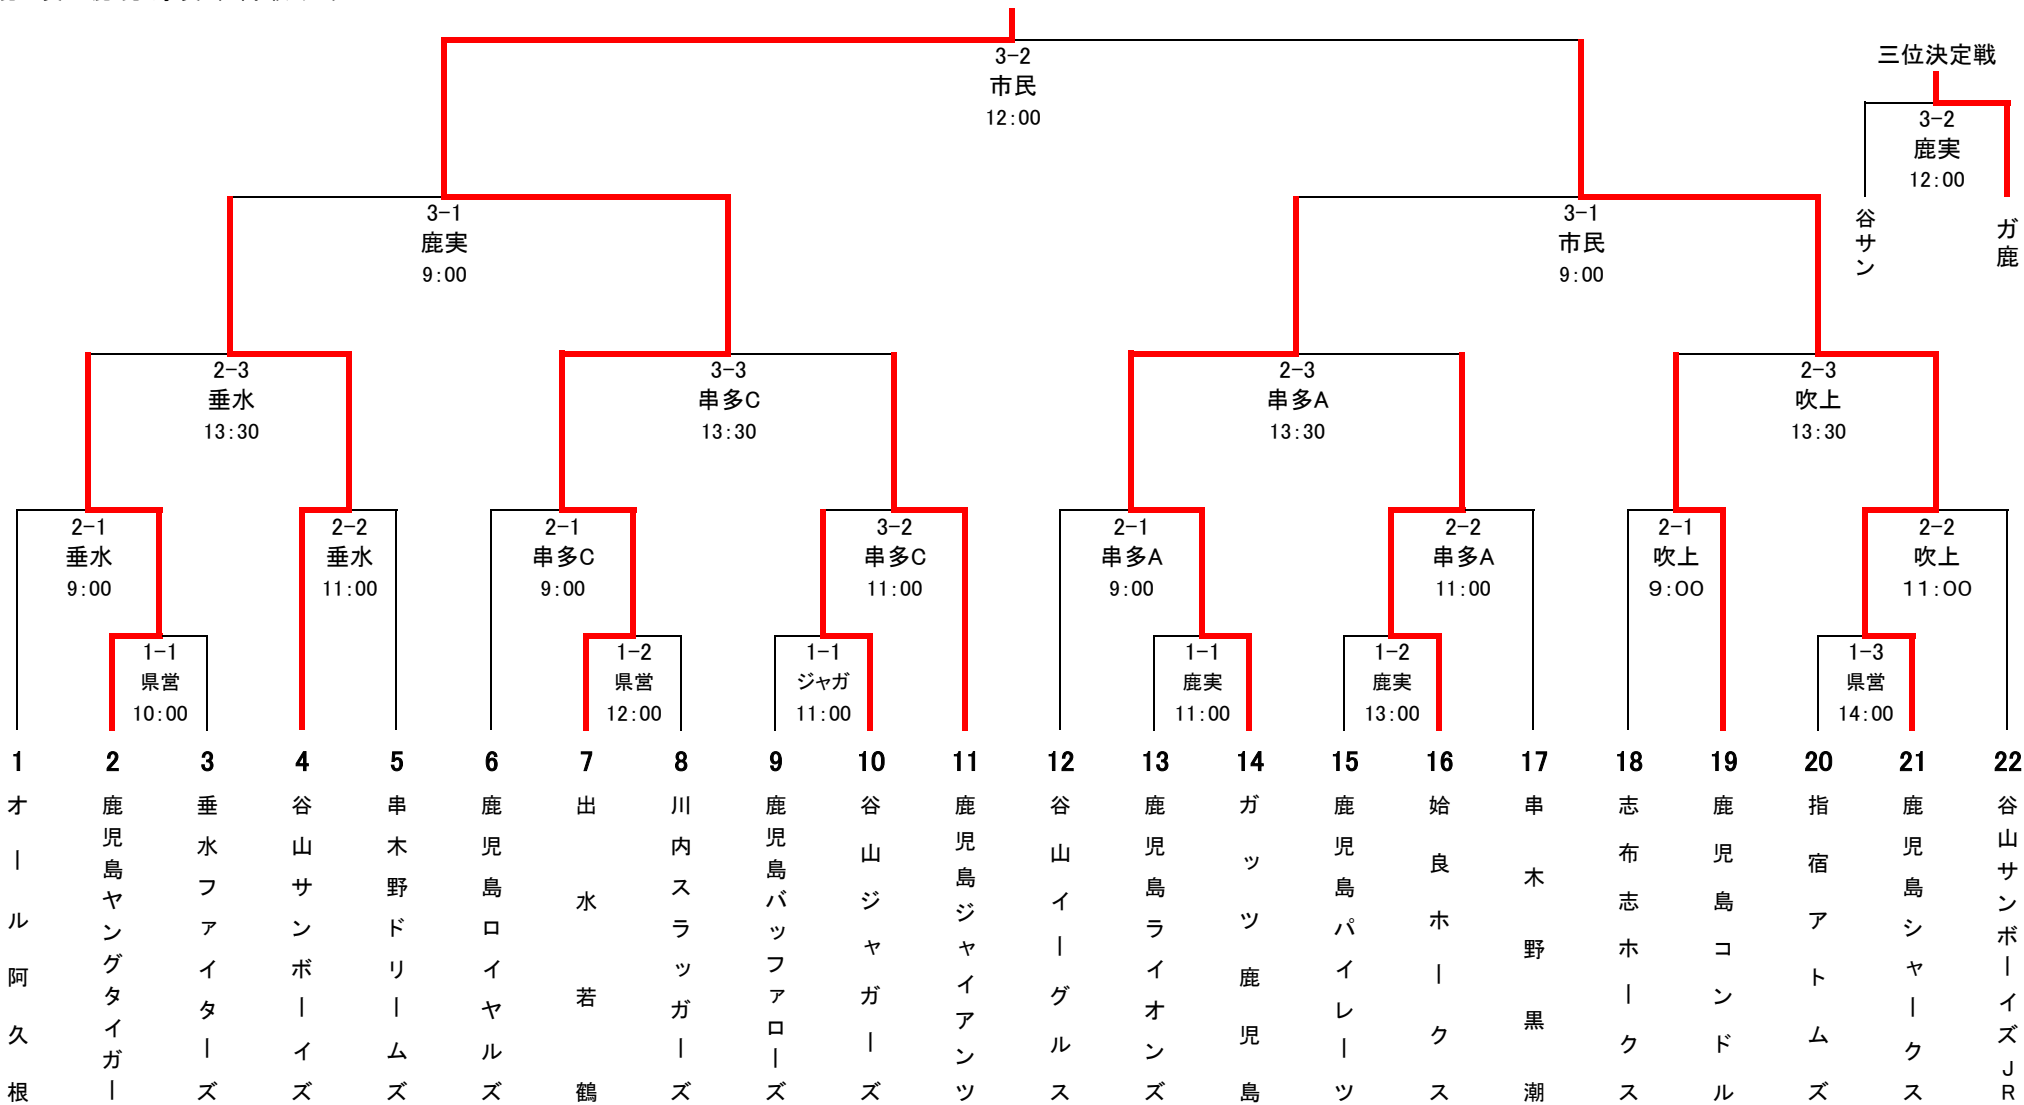 3-2
市民
12:00
三位決定戦
3-2
鹿実
12:00
谷サン
ガ鹿
3-1
鹿実
9:00
3-1
市民
9:00
2-3
垂水
13:30
3-3
串多C
13:30
2-3
串多A
13:30
2-3
吹上
13:30
2-1
垂水
9:00
2-2
垂水
11:00
2-1
串多C
9:00
3-2
串多C
11:00
2-1
串多A
9:00
2-2
串多A
11:00
2-1
吹上
9:00
2-2
吹上
11:00
1-1
県営
10:00
1-2
県営
12:00
1-1
ジャガ
11:00
1-1
鹿実
11:00
1-2
鹿実
13:00
1-3
県営
14:00
1 2 3 4 5 6 7 8 9 10 11 12 13 14 15 16 17 18 19 20 21 22
オール阿久根
鹿児島ヤングタイガー
垂水ファイターズ
谷山サンボーイズ
串木野ドリームズ
鹿児島ロイヤルズ
出水若鶴
川内スラッガーズ
鹿児島バッファローズ
谷山ジャガーズ
鹿児島ジャイアンツ
谷山イーグルス
鹿児島ライオンズ
ガッツ鹿児島
鹿児島パイレーツ
姶良ホークス
串木野黒潮
志布志ホークス
鹿児島コンドル
指宿アトムズ
鹿児島シャークス
谷山サンボーイズJR